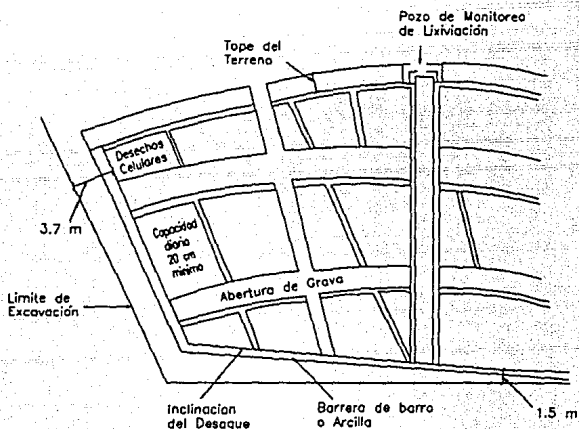 Pozo de Monitoreo
de Lixiviación
Tope del
Terreno
Desechos
Celulares
3.7 m
Capacidad
diaria
20 cm
mínimo
Abertura de Grava
Limite de
Excavación
Inclinacion
del Desague
Barrera de barro
o Arcilla
1.5 m